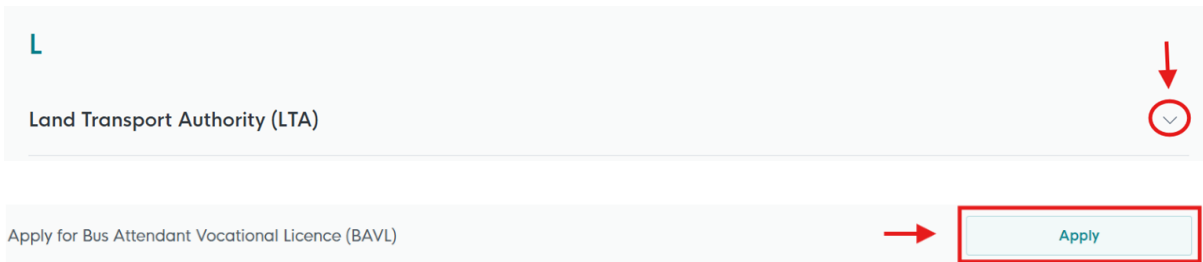 L
Land Transport Authority (LTA)
Apply for Bus Attendant Vocational Licence (BAVL)
Apply